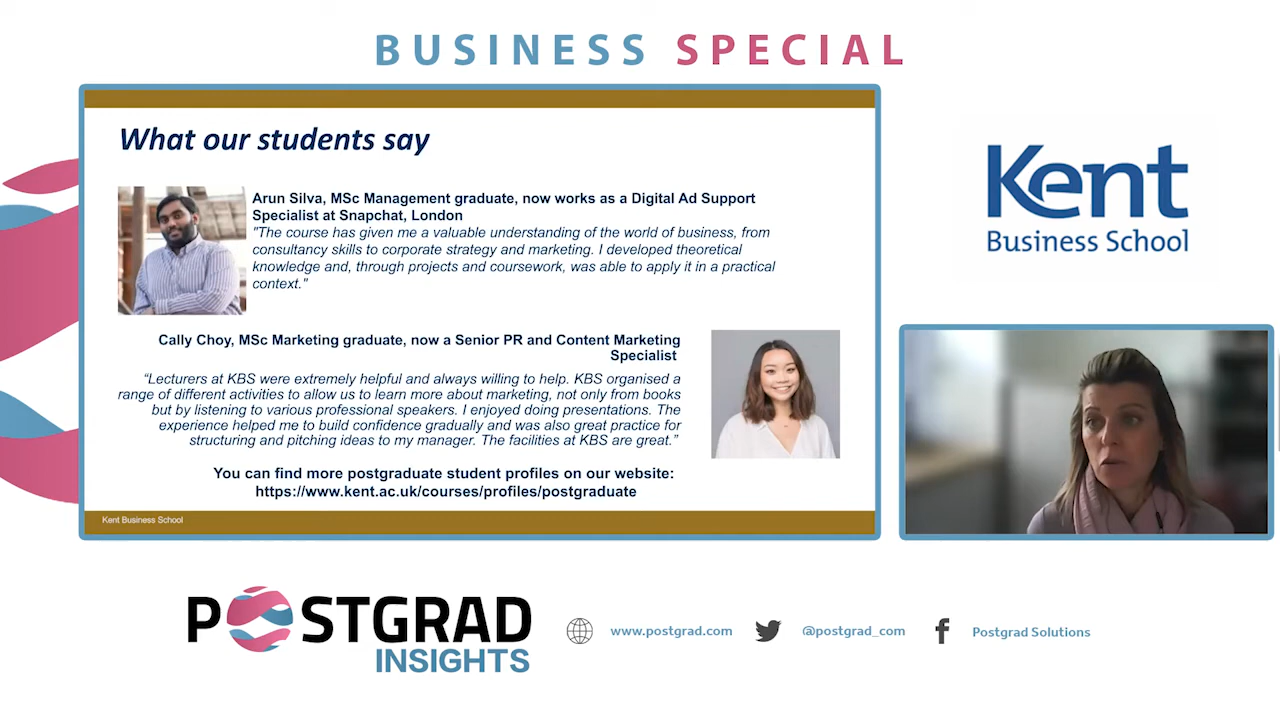 BUSINESS SPECIAL
What our students say
Arun Silva, MSc Management graduate, now works as a Digital Ad Support
Specialist at Snapchat, London
"The course has given me a valuable understanding of the world of business, from
consultancy skills to corporate strategy and marketing. I developed theoretical
knowledge and, through projects and coursework, was able to apply it in a practical
context."
Cally Choy, MSc Marketing graduate, now a Senior PR and Content Marketing
Specialist
“Lecturers at KBS were extremely helpful and always willing to help. KBS organised a
range of different activities to allow us to learn more about marketing, not only from books
but by listening to various professional speakers. I enjoyed doing presentations. The
experience helped me to build confidence gradually and was also great practice for
structuring and pitching ideas to my manager. The facilities at KBS are great.”
You can find more postgraduate student profiles on our website:
https://www.kent.ac.uk/courses/profiles/postgraduate
Kent Business School
Kent
Business School
POSTGRAD
INSIGHTS
www.postgrad.com
@postgrad_com
Postgrad Solutions